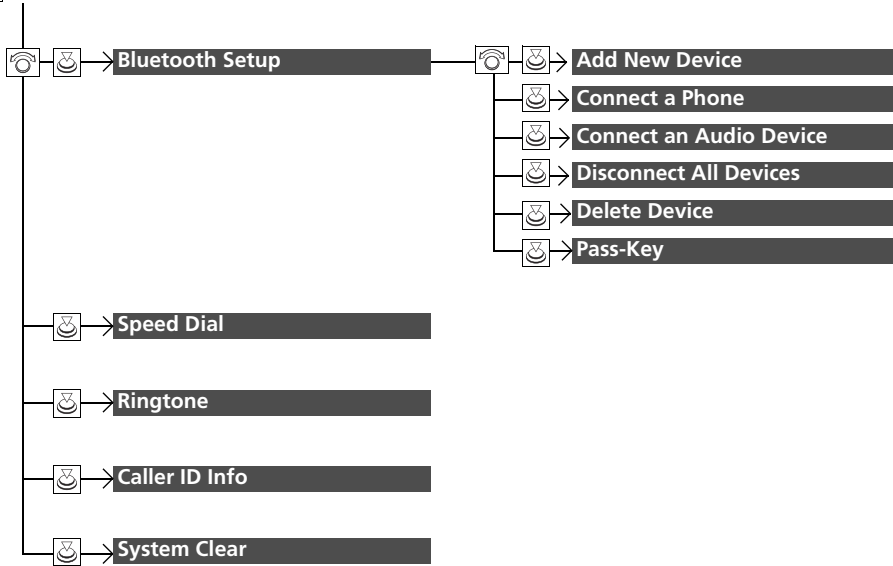 Bluetooth Setup
Add New Device
Connect a Phone
Connect an Audio Device
Disconnect All Devices
Delete Device
Pass-Key
Speed Dial
Ringtone
Caller ID Info
System Clear